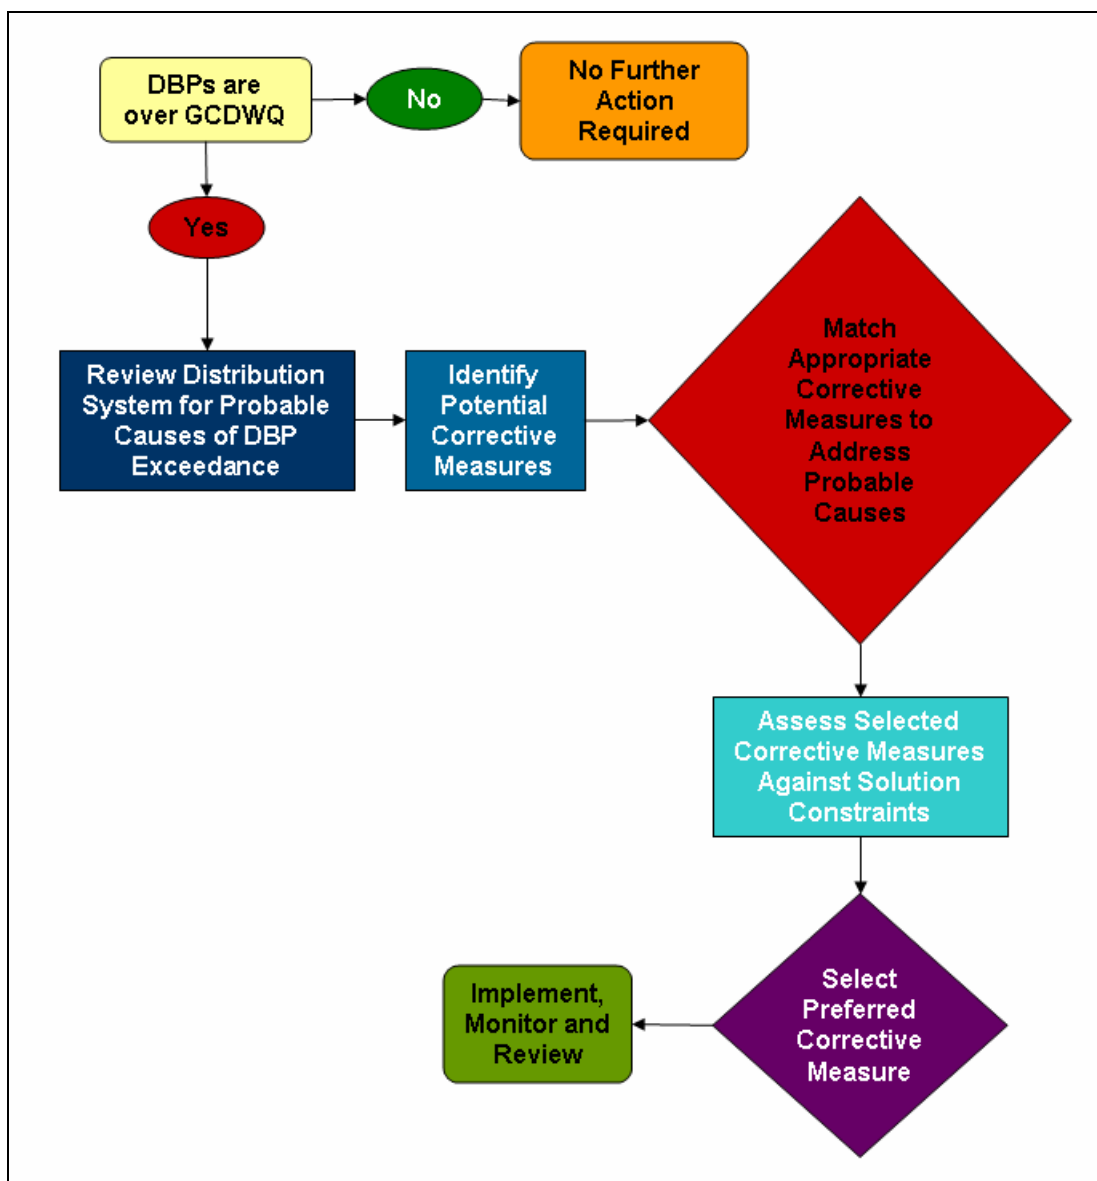 DBPs are
over GCDWQ
No
No Further
Action
Required
Yes
Review Distribution
System for Probable
Causes of DBP
Exceedance
Identify
Potential
Corrective
Measures
Match
Appropriate
Corrective
Measures to
Address
Probable
Causes
Assess Selected
Corrective Measures
Against Solution
Constraints
Select
Preferred
Corrective
Measure
Implement,
Monitor and
Review